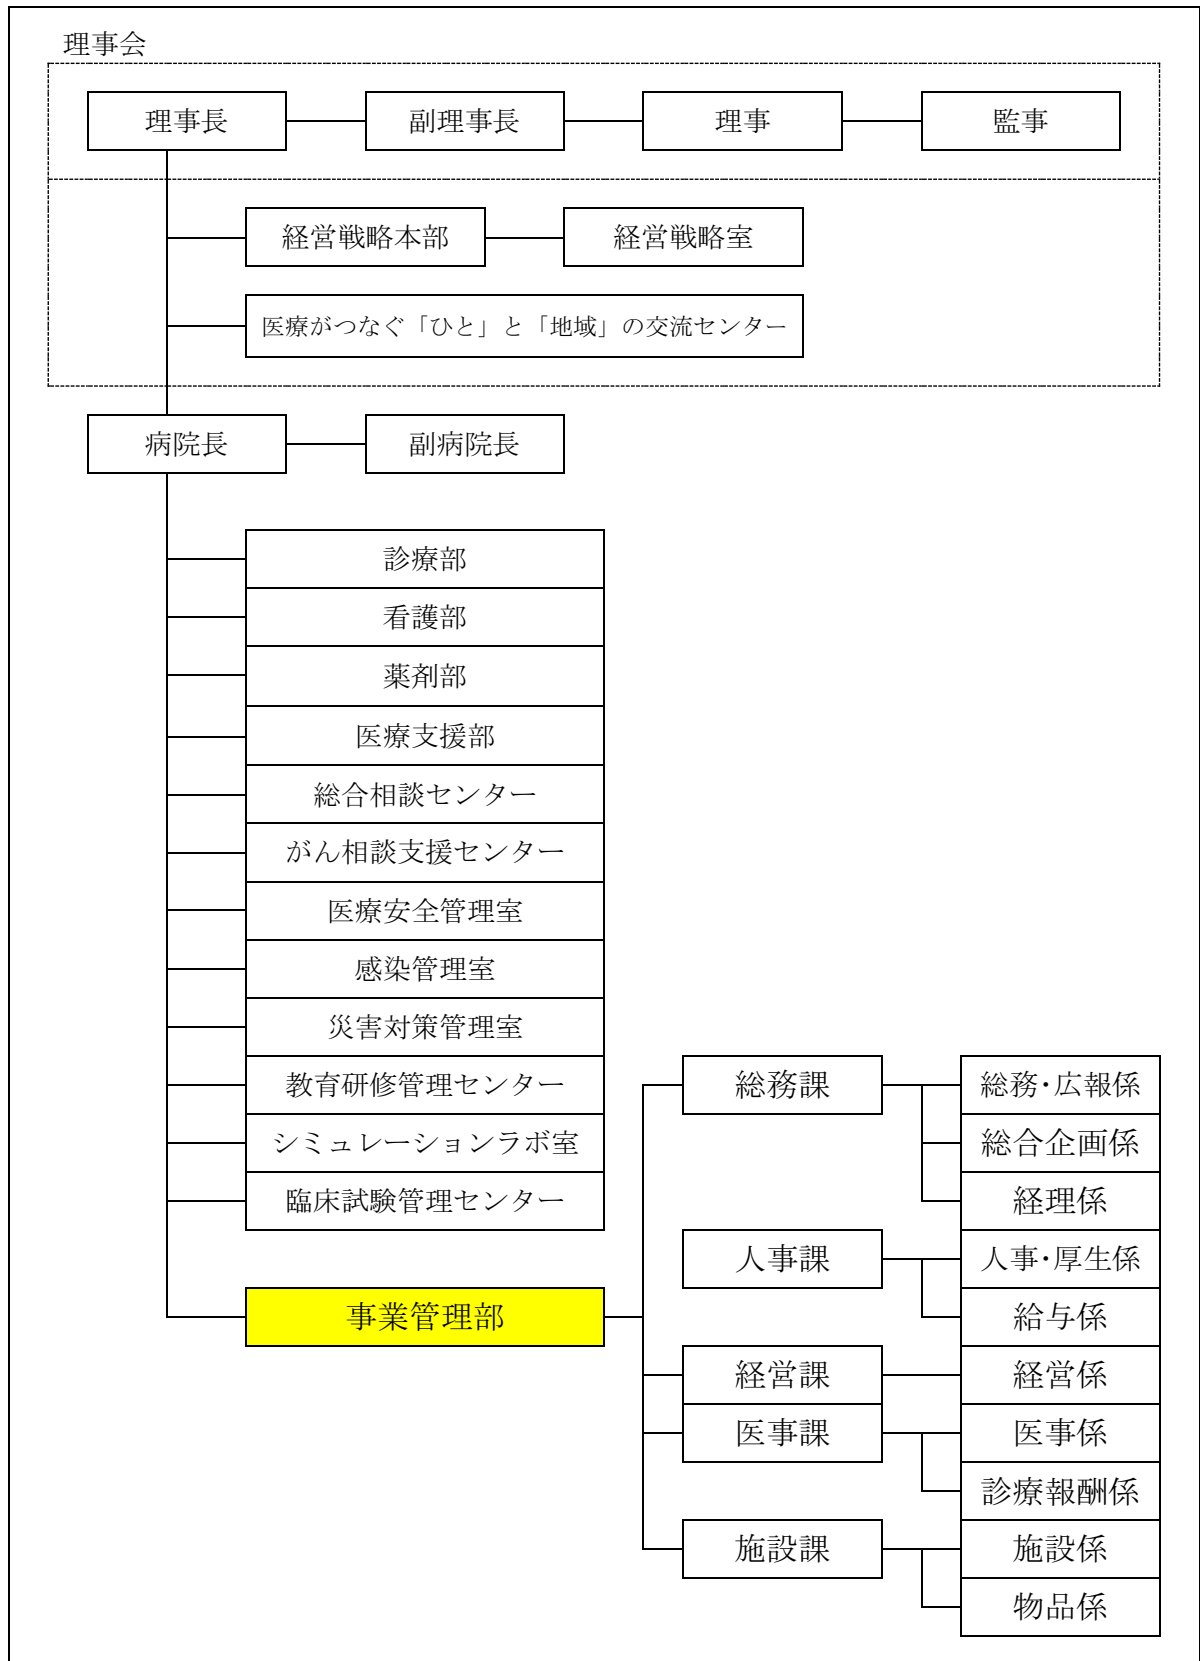 理事会
理事長
副理事長
理事
監事
経営戦略本部
経営戦略室
医療がつなぐ「ひと」と「地域」の交流センター
病院長
副病院長
診療部
看護部
薬剤部
医療支援部
総合相談センター
がん相談支援センター
医療安全管理室
感染管理室
災害対策管理室
教育研修管理センター
シミュレーションラボ室
臨床試験管理センター
事業管理部
総務課
総務・広報係
総合企画係
経理係
人事課
人事・厚生係
給与係
経営課
経営係
医事課
医事係
診療報酬係
施設課
施設係
物品係